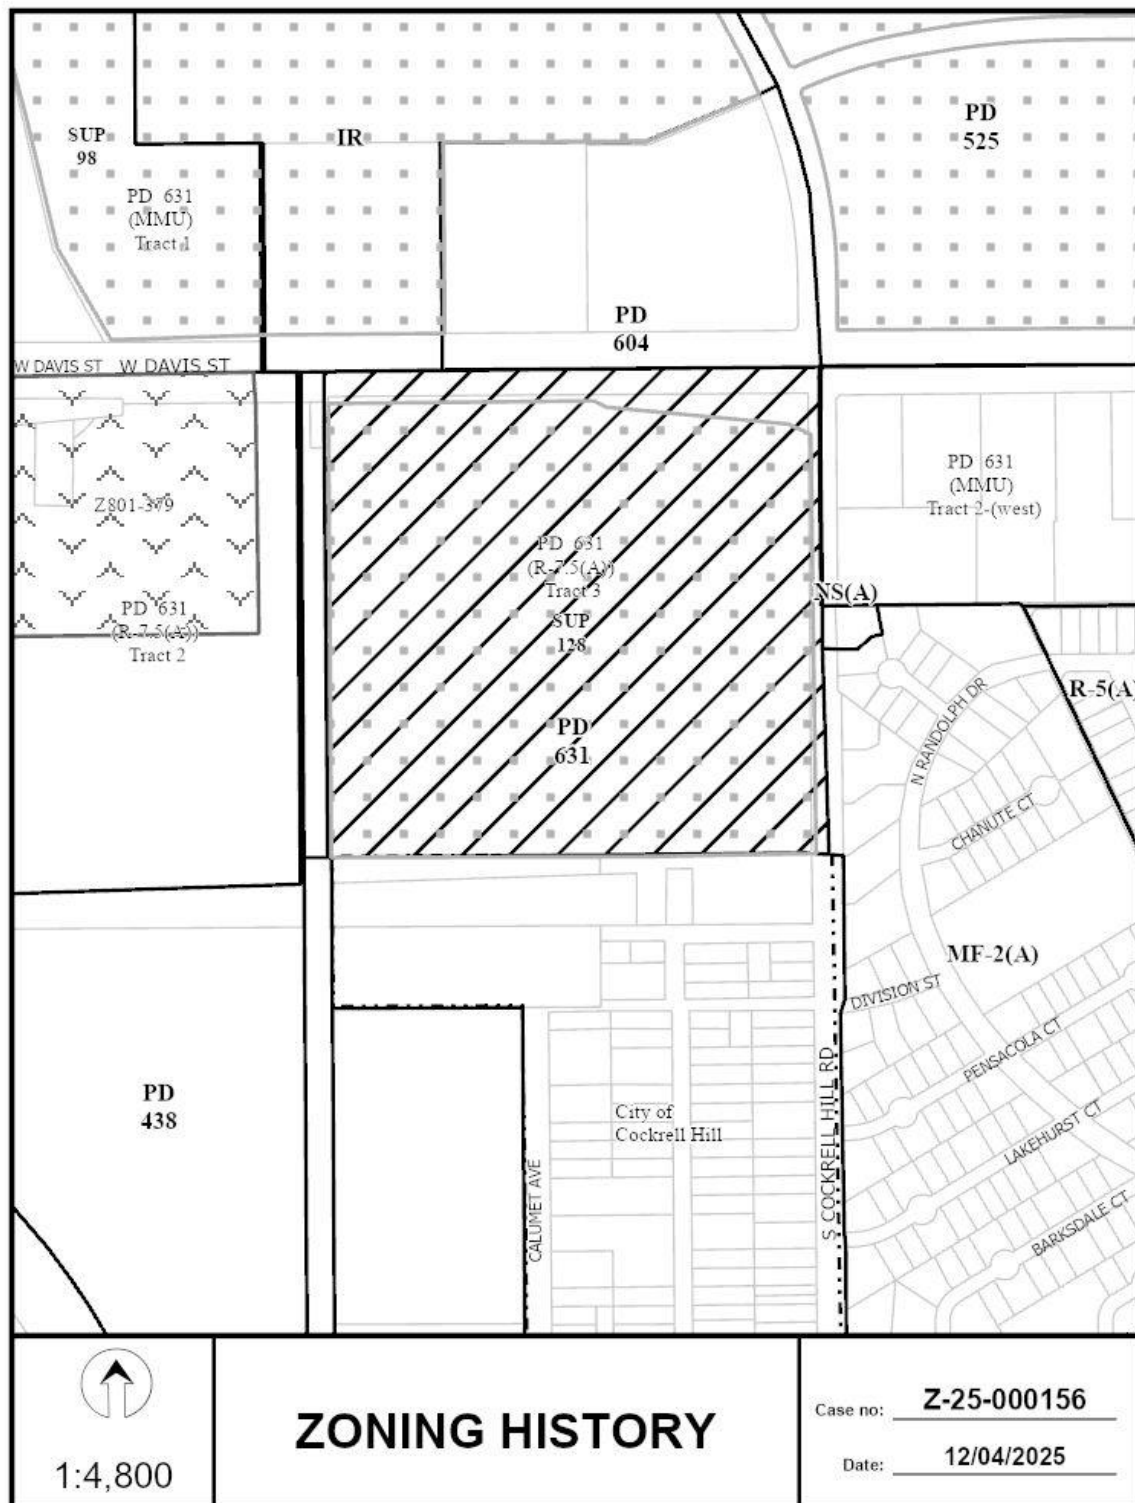 SUP
98
IR
PD
525
PD 631
(MMU)
Tract 1
PD
604
W DAVIS ST W DAVIS ST
Z801-379
PD 631
(R-7.5(A))
Tract 2
PD 631
(R-7.5(A))
Tract 3
SUP
128
PD
631
PD 631
(MMU)
Tract 2-(west)
NS(A)
R-5(A)
N RANDOLPH DR
CHANUTE CT
MF-2(A)
DIVISION ST
PENSACOLA CT
LAKEHURST CT
BARKSDALE CT
S COCKRELL HILL RD
City of
Cockrell Hill
CALUMET AVE
PD
438
1:4,800
ZONING HISTORY
Case no: Z-25-000156
Date: 12/04/2025